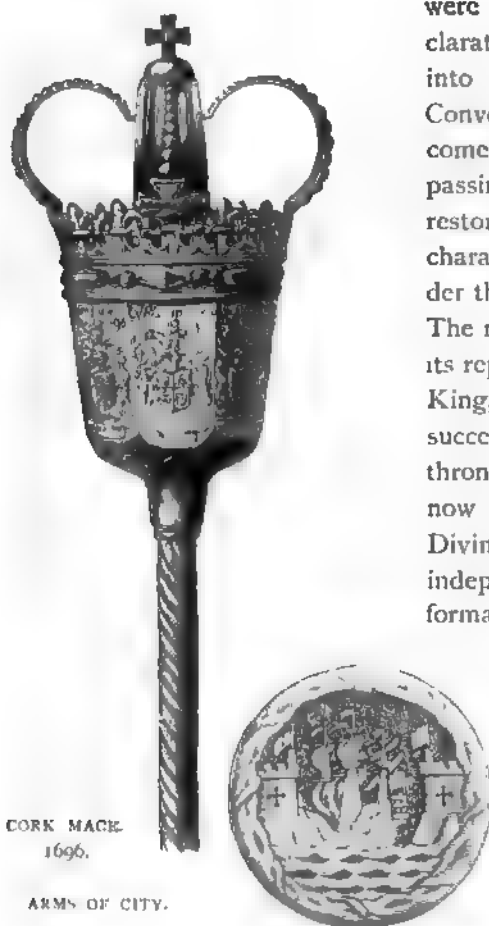 were
clarat
into
Conve
come
passin
restor
chara
der th
The r
its rep
King,
succe
thron
now
Divin
indep
forma
CORK MACE.
1696.
ARMS OF CITY.